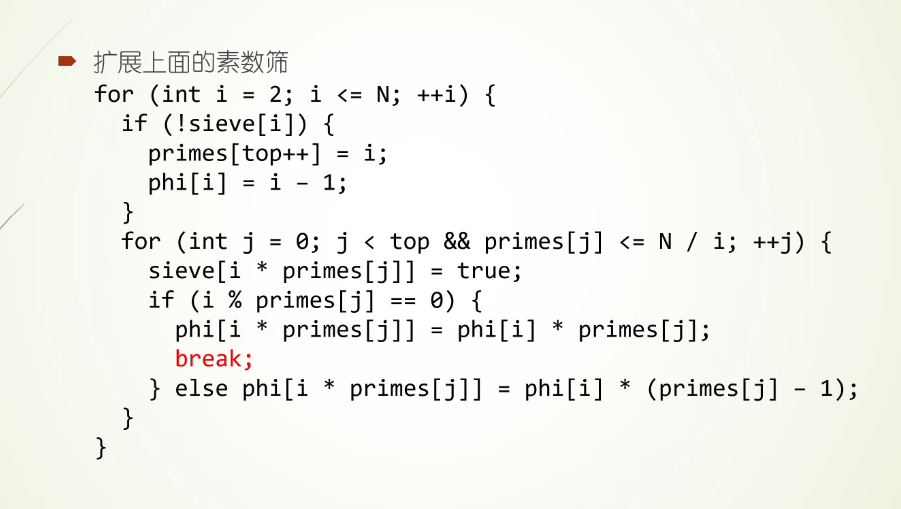 扩展上面的素数筛
for (int i = 2; i <= N; ++i) {
if (!sieve[i]) {
primes[top++] = i;
phi[i] = i – 1;
}
for (int j = 0; j < top && primes[j] <= N / i; ++j) {
sieve[i * primes[j]] = true;
if (i % primes[j] == 0) {
phi[i * primes[j]] = phi[i] * primes[j];
break;
} else phi[i * primes[j]] = phi[i] * (primes[j] – 1);
}
}